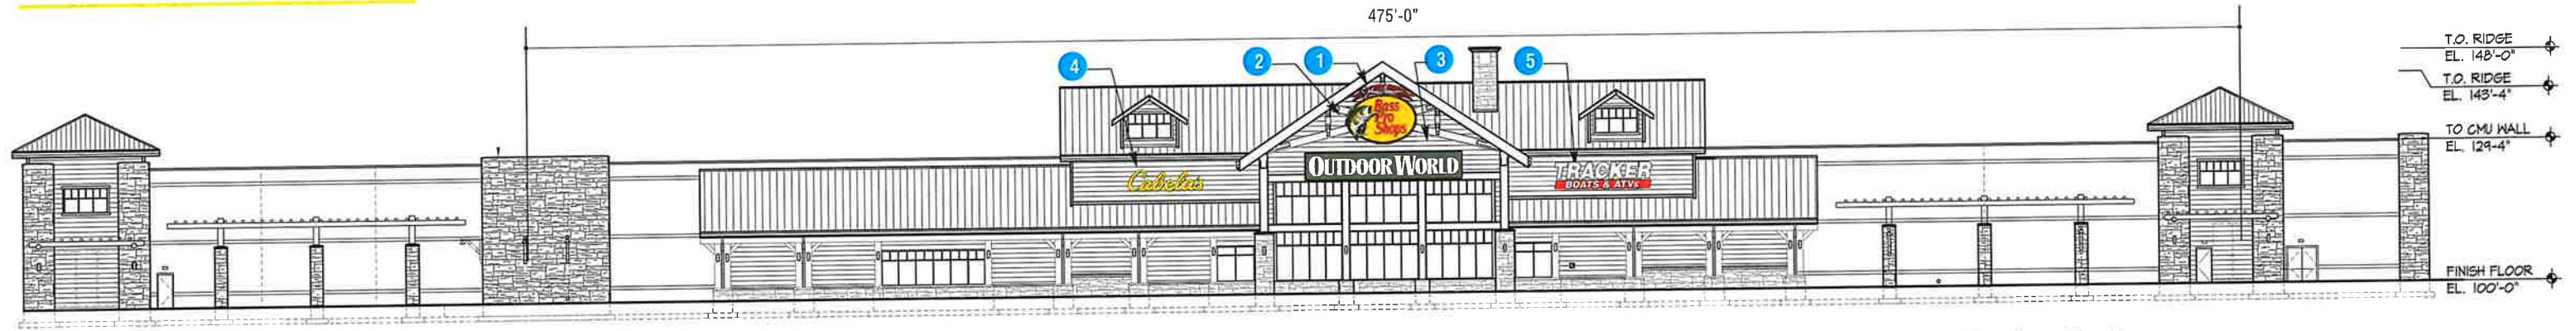 475'-0"
T.O. RIDGE
EL. 148'-0"
T.O. RIDGE
EL. 143'-4"
TO CMU WALL
EL. 129-4"
FINISH FLOOR
EL. 100'-0"
4
2
1
3
5
Bass
Pro
Shops
OUTDOOR WORLD
Cabela's
TRACKER
BOATS & ATVs